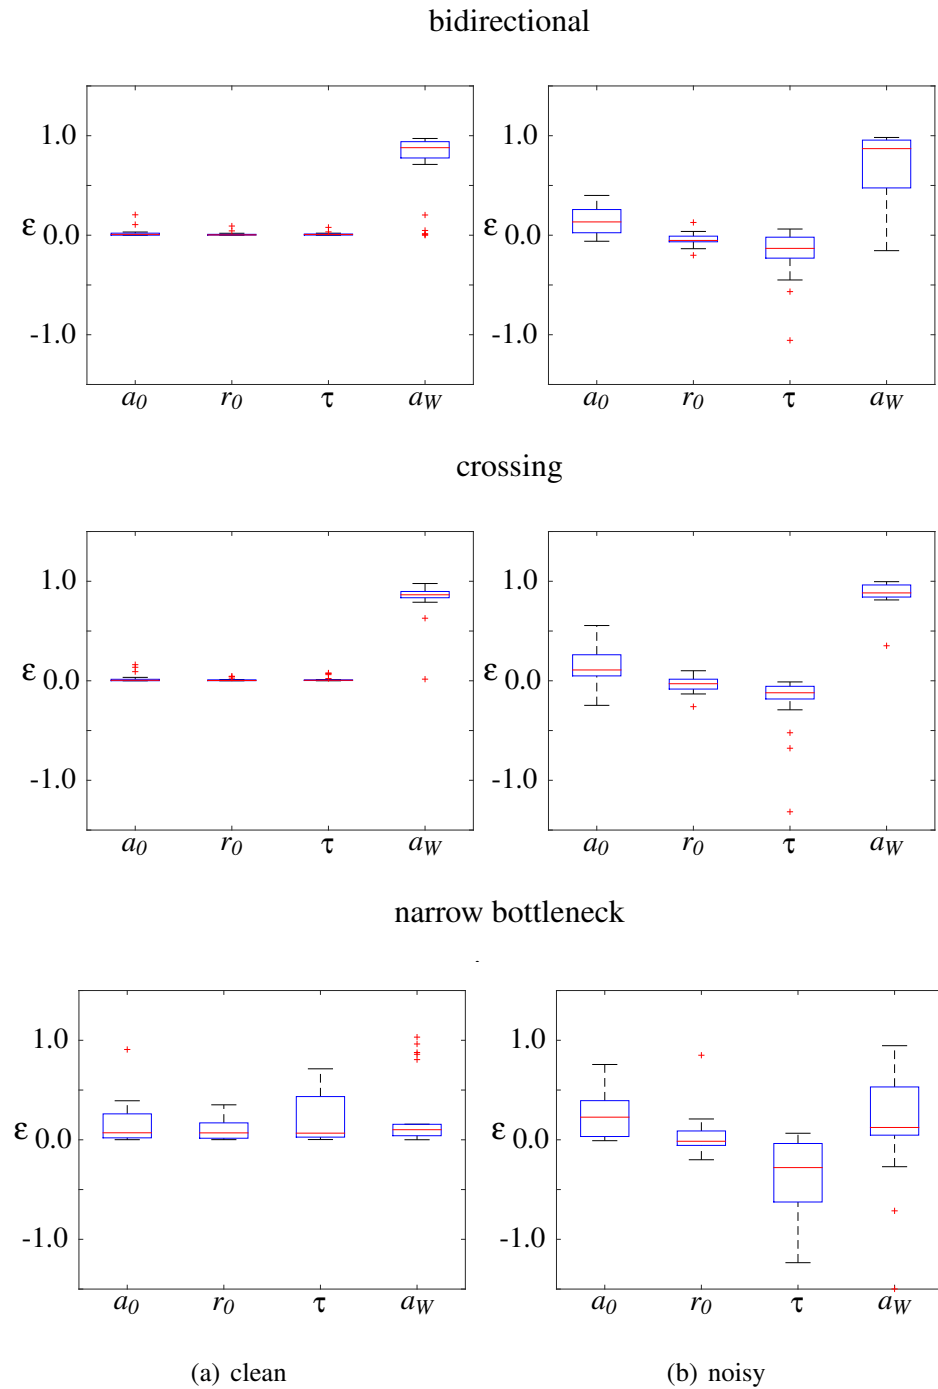 bidirectional
1.0 1.0
ε 0.0 ε 0.0
-1.0 -1.0
a0 r0 τ aW a0 r0 τ aW
crossing
1.0 1.0
ε 0.0 ε 0.0
-1.0 -1.0
a0 r0 τ aW a0 r0 τ aW
narrow bottleneck
1.0 1.0
ε 0.0 ε 0.0
-1.0 -1.0
a0 r0 τ aW a0 r0 τ aW
(a) clean (b) noisy